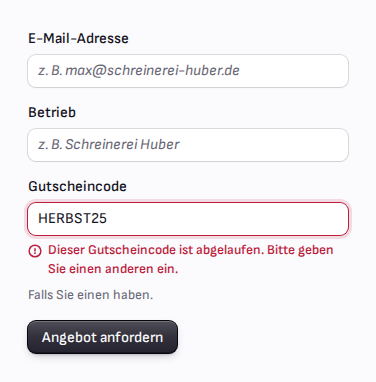 E-Mail-Adresse
z. B. max@schreinerei-huber.de
Betrieb
z. B. Schreinerei Huber
Gutscheincode
HERBST25
Dieser Gutscheincode ist abgelaufen. Bitte geben
Sie einen anderen ein.
Falls Sie einen haben.
Angebot anfordern